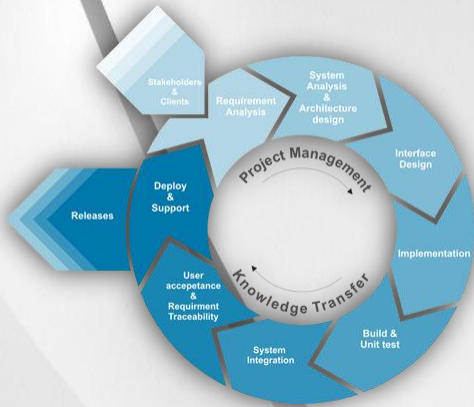 Stakeholders
&
Clients
Requirement
Analysis
System
Analysis
&
Architecture
design
Interface
Design
Implementation
Build &
Unit test
System
Integration
User
accepetance
&
Requirment
Traceability
Deploy
&
Support
Releases
Project Management
Knowledge Transfer